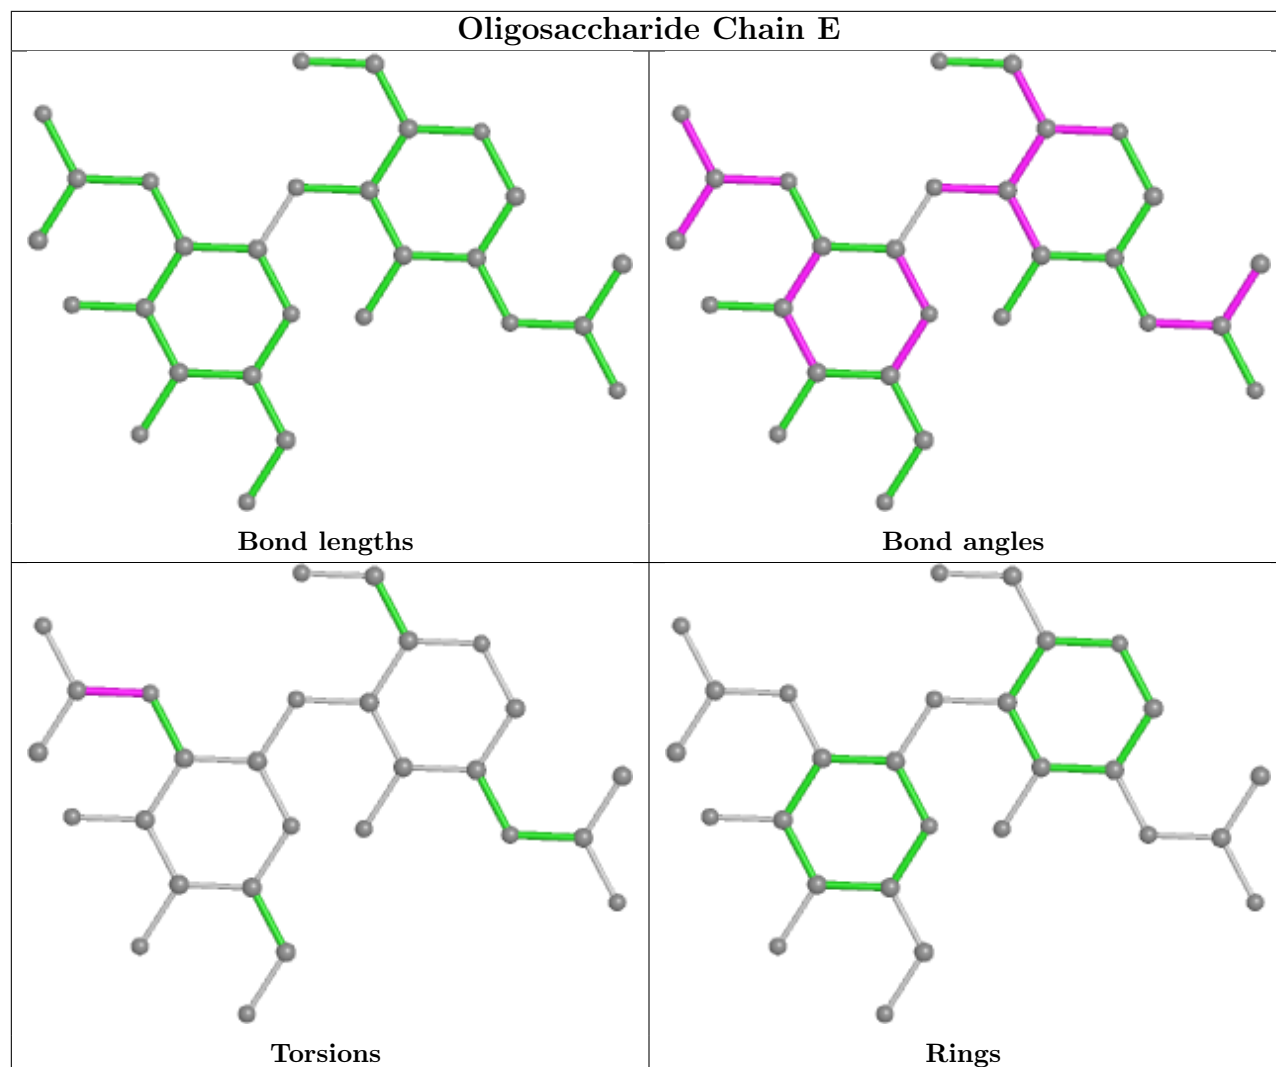 Oligosaccharide Chain E
Bond lengths
Bond angles
Torsions
Rings